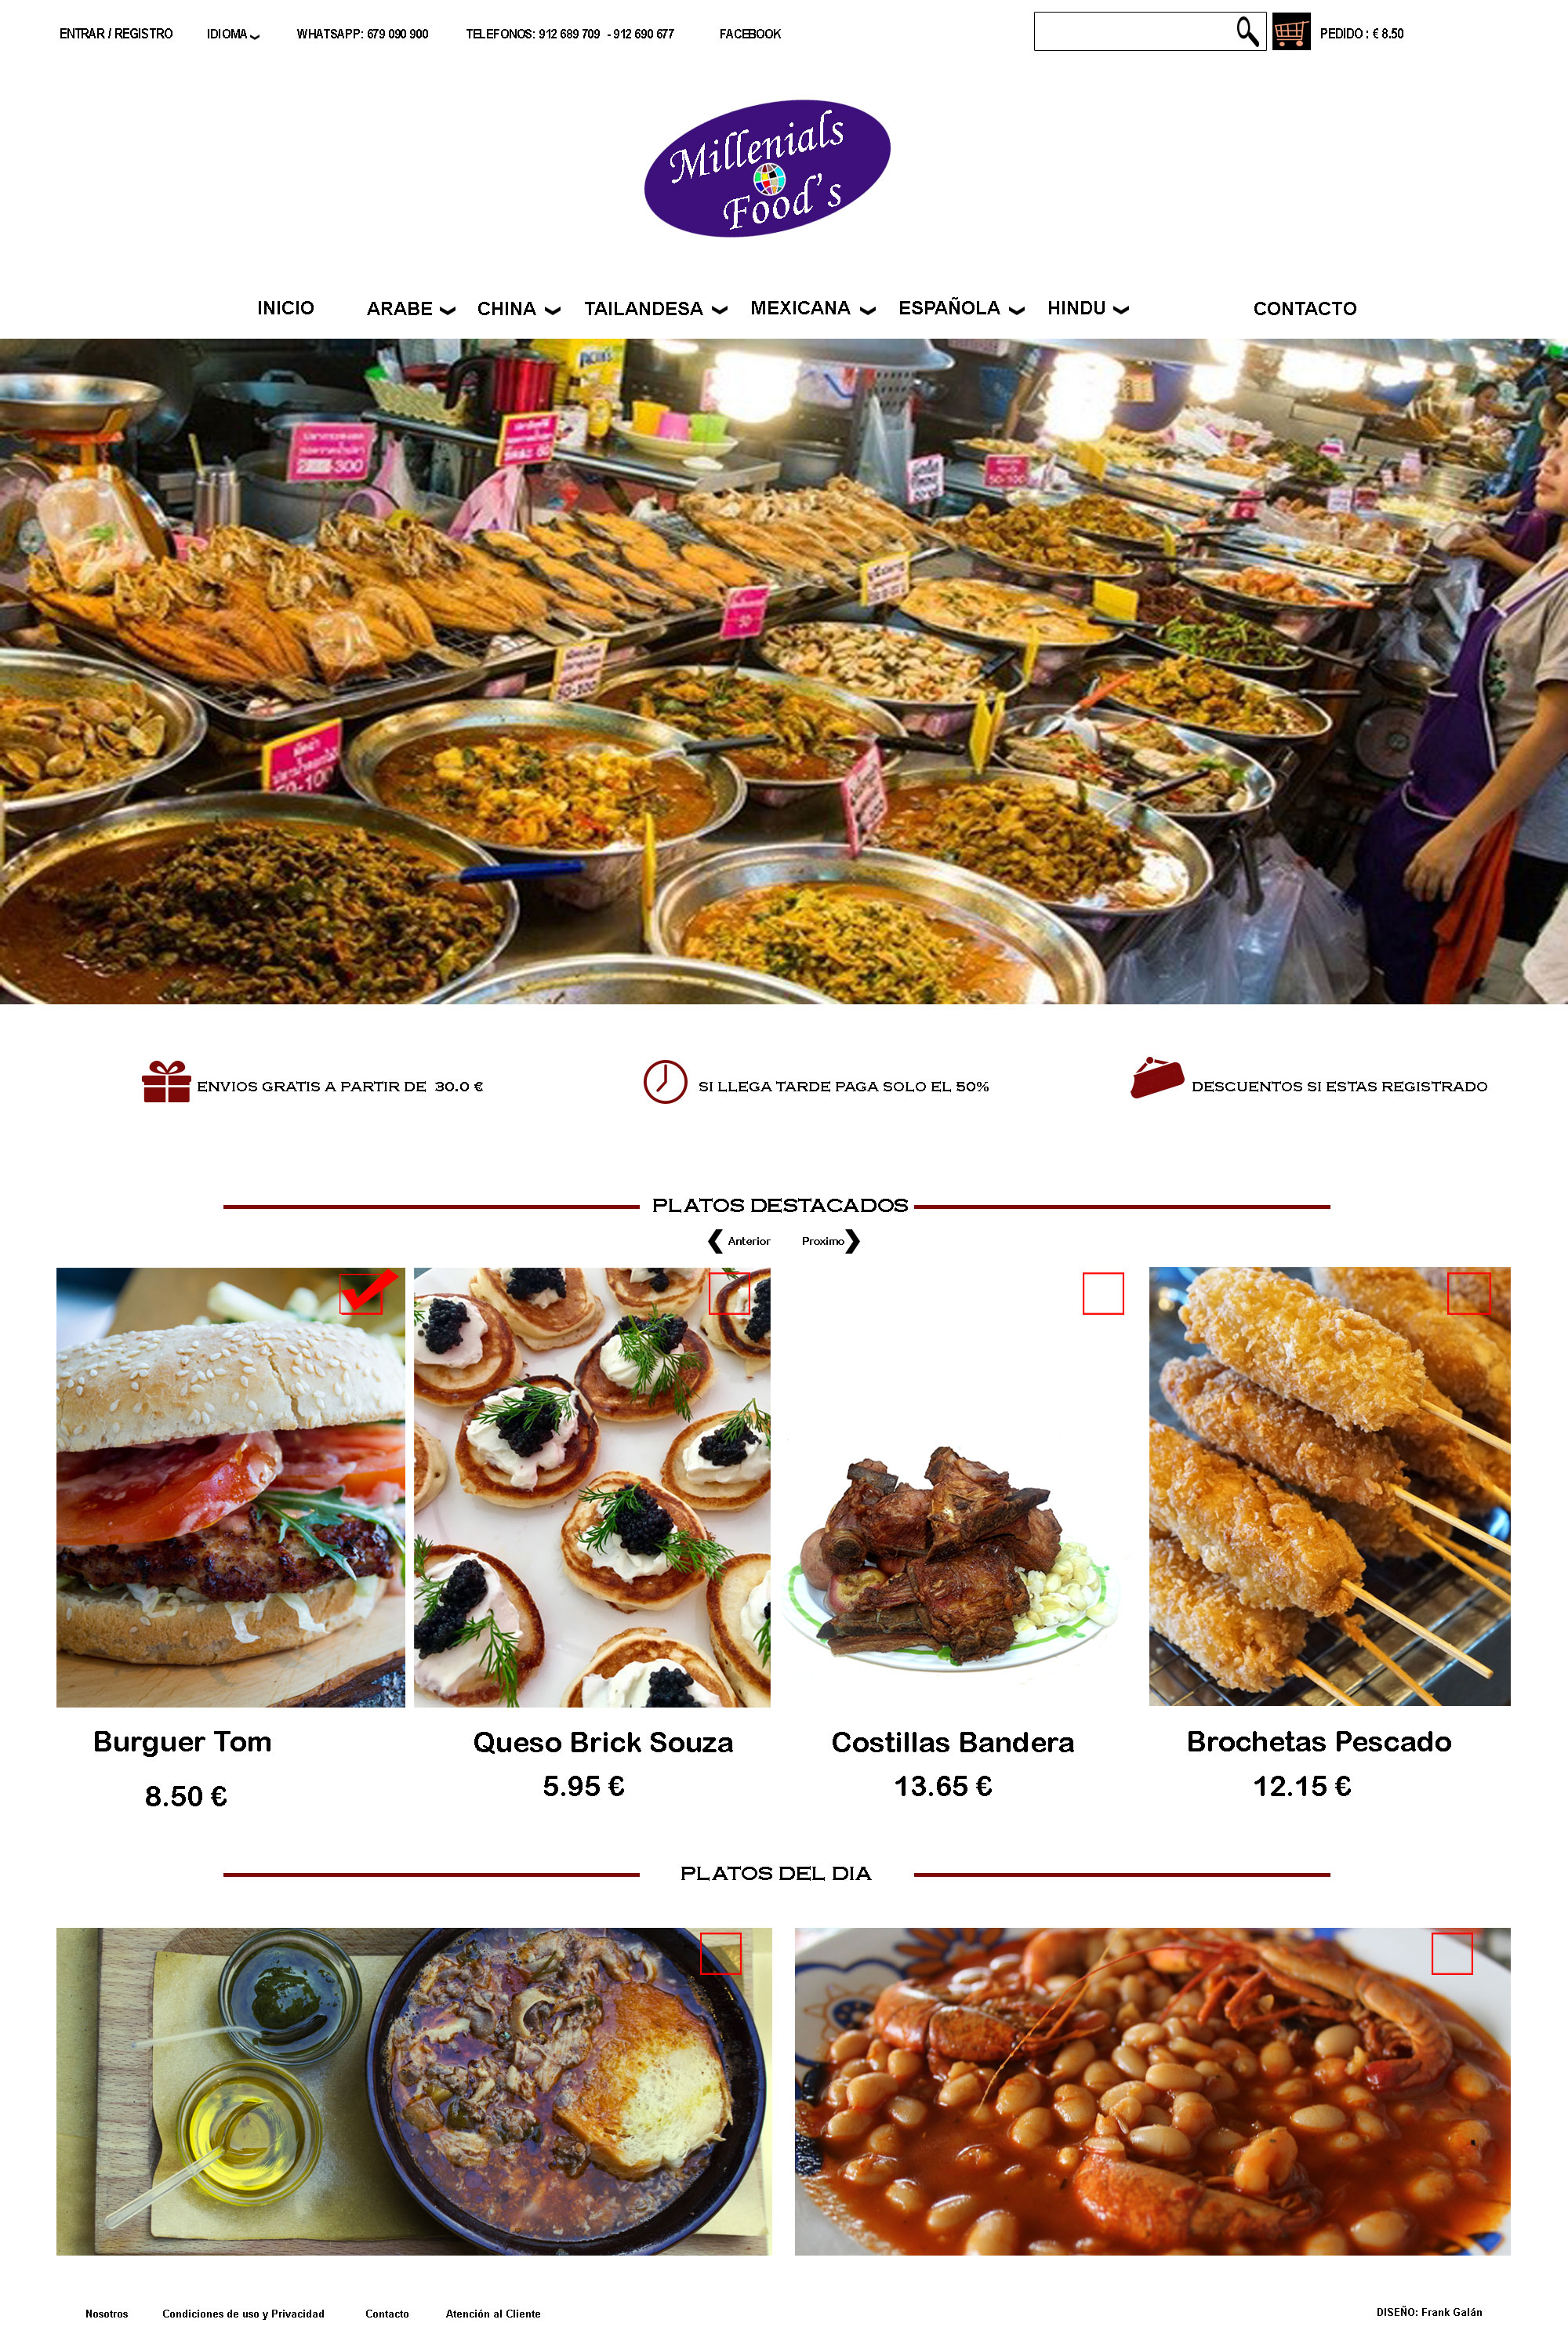 ENTRAR / REGISTRO IDIOMA WHATSAPP: 679 090 900 TELEFONOS: 912 689 709 - 912 690 677 FACEBOOK PEDIDO : € 8.50
Millenials
Food's
INICIO ARABE CHINA TAILANDESA MEXICANA ESPAÑOLA HINDU CONTACTO
ENVIOS GRATIS A PARTIR DE 30.0 € SI LLEGA TARDE PAGA SOLO EL 50% DESCUENTOS SI ESTAS REGISTRADO
PLATOS DESTACADOS
Anterior Proximo
Burguer Tom Queso Brick Souza Costillas Bandera Brochetas Pescado
8.50 € 5.95 € 13.65 € 12.15 €
PLATOS DEL DIA
Nosotros Condiciones de uso y Privacidad Contacto Atención al Cliente DISEÑO: Frank Galán